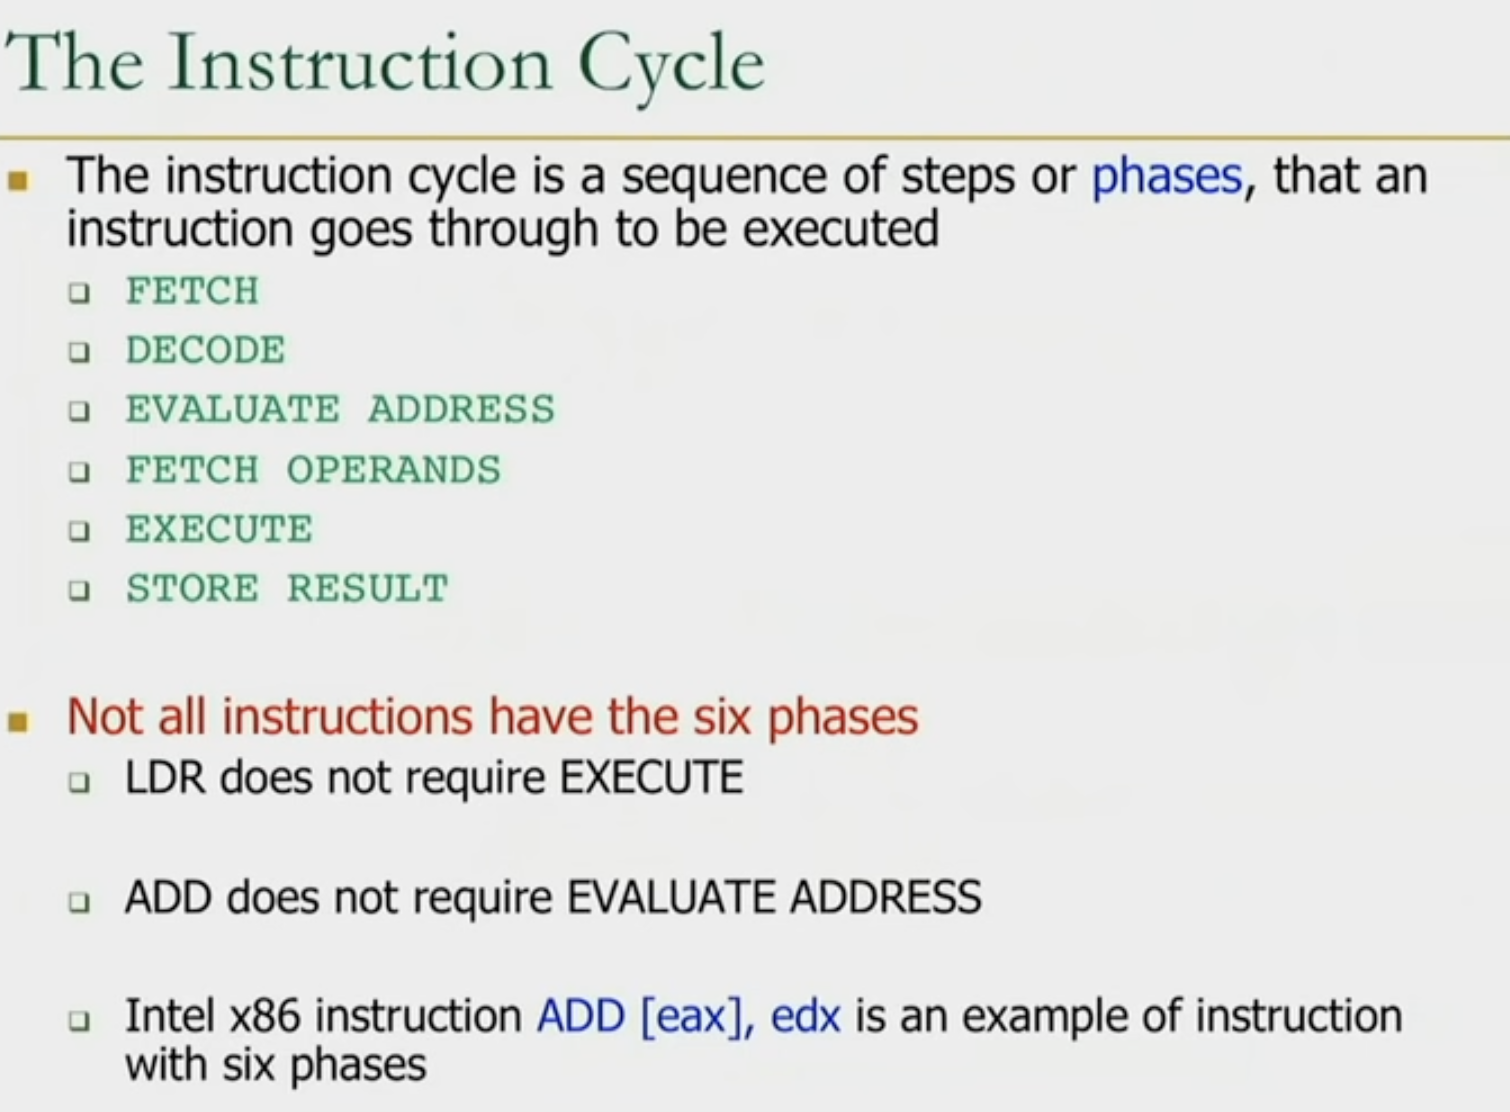 The Instruction Cycle
The instruction cycle is a sequence of steps or phases, that an
instruction goes through to be executed
FETCH
DECODE
EVALUATE ADDRESS
FETCH OPERANDS
EXECUTE
STORE RESULT
Not all instructions have the six phases
LDR does not require EXECUTE
ADD does not require EVALUATE ADDRESS
Intel x86 instruction ADD [eax], edx is an example of instruction
with six phases